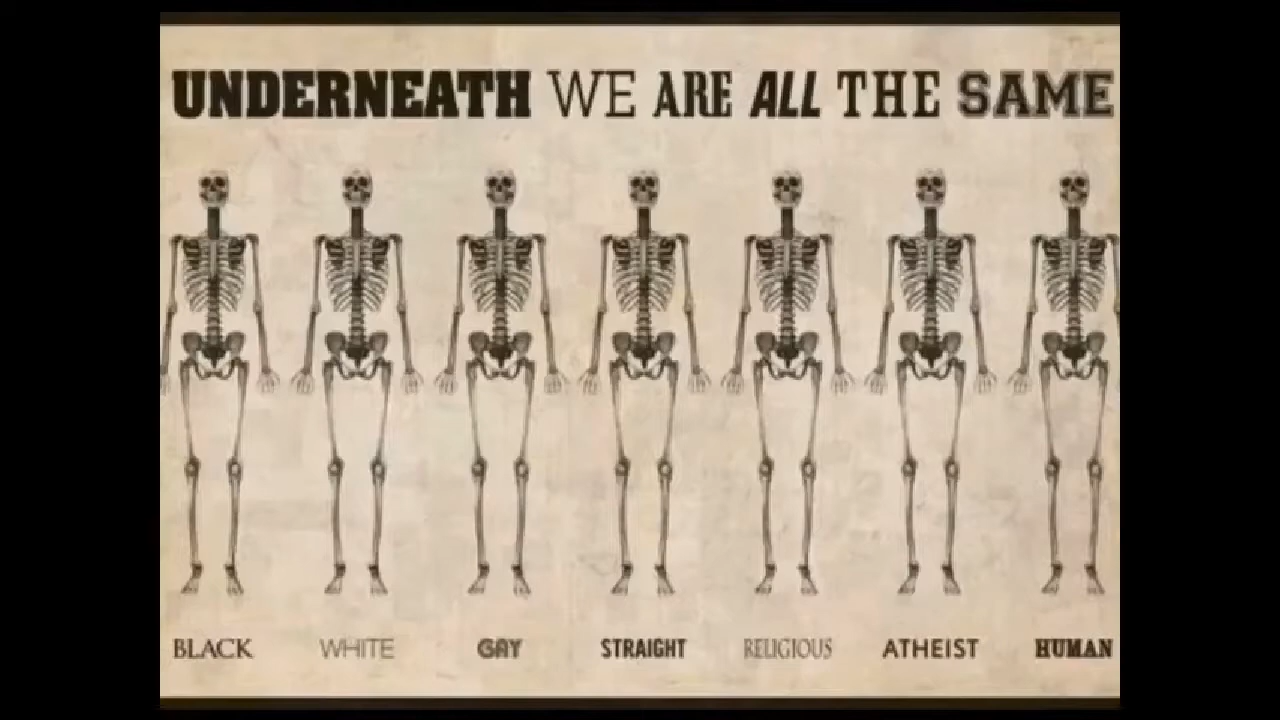 UNDERNEATH WE ARE ALL THE SAME
BLACK WHITE GAY STRAIGHT RELIGIOUS ATHEIST HUMAN